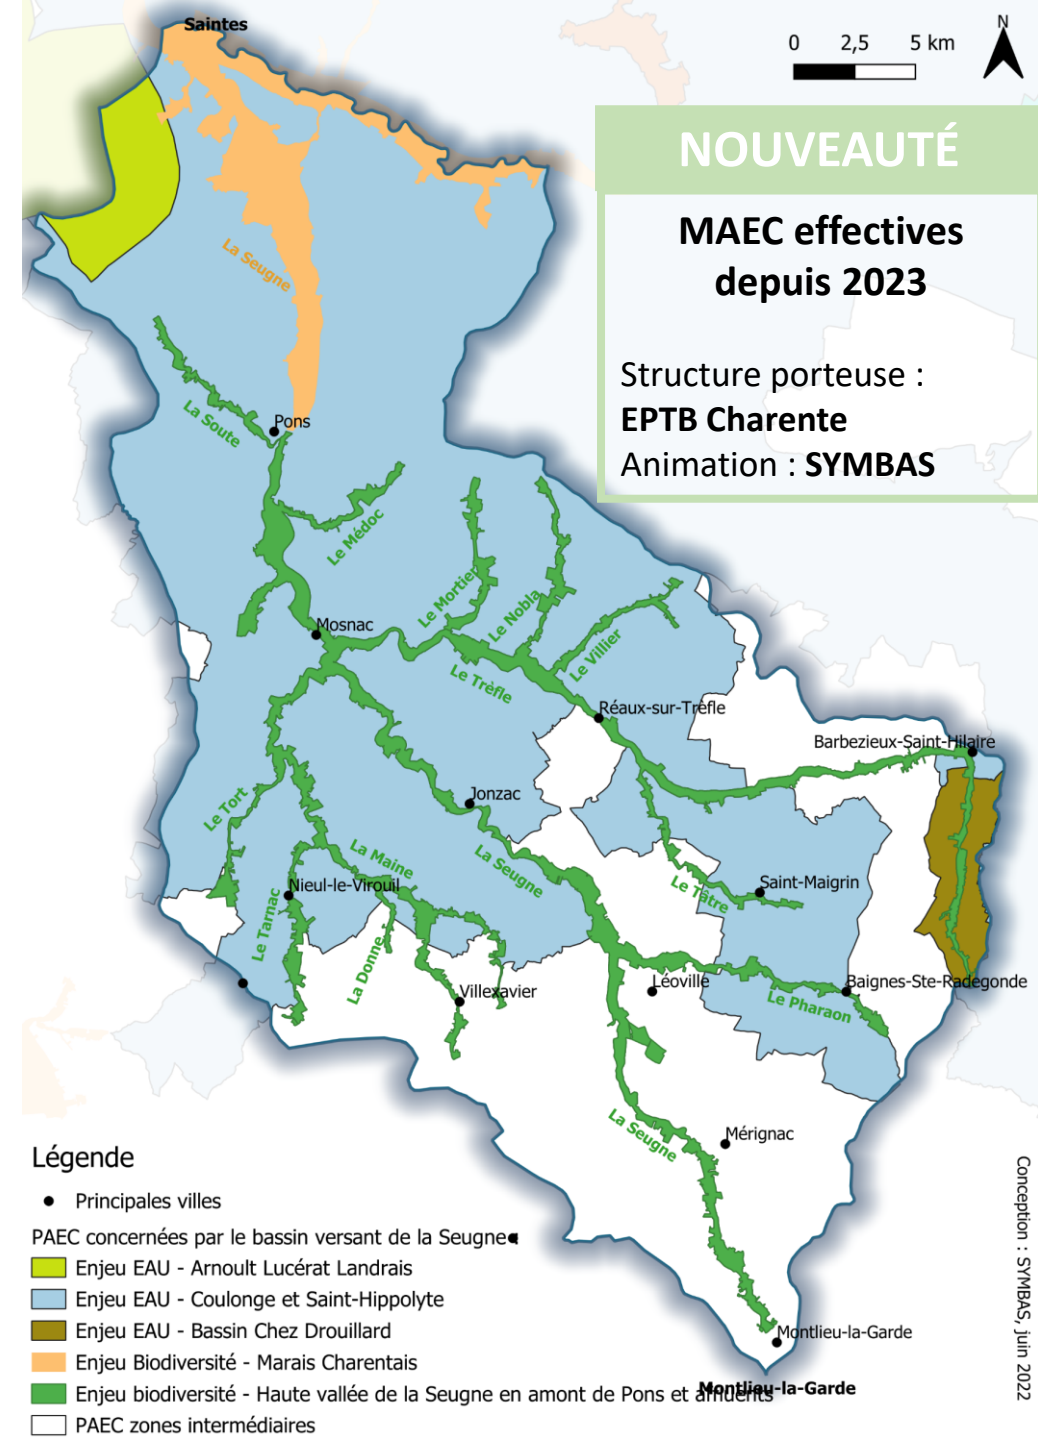 Saintes
0 2,5 5 km
N
NOUVEAUTÉ
MAEC effectives
depuis 2023
Structure porteuse :
EPTB Charente
Animation : SYMBAS
La Seugne
La Soute
Pons
Le Médoc
Le Mortier
Le Nobla
Le Villier
Mosnac
Le Trèfle
Réaux-sur-Trèfle
Barbezieux-Saint-Hilaire
Le Tort
Jonzac
La Maine
La Seugne
Nieul-le-Virouil
Le Tarnac
La Donne
Le Tâtre
Saint-Maigrin
Villexavier
Léoville
Le Pharaon
Baignes-Ste-Radegonde
La Seugne
Mérignac
Montlieu-la-Garde
Montlieu-la-Garde
Légende
Principales villes
PAEC concernées par le bassin versant de la Seugne
Enjeu EAU - Arnoult Lucérat Landrais
Enjeu EAU - Coulonge et Saint-Hippolyte
Enjeu EAU - Bassin Chez Drouillard
Enjeu Biodiversité - Marais Charentais
Enjeu biodiversité - Haute vallée de la Seugne en amont de Pons et affluents
PAEC zones intermédiaires
Conception : SYMBAS, juin 2022